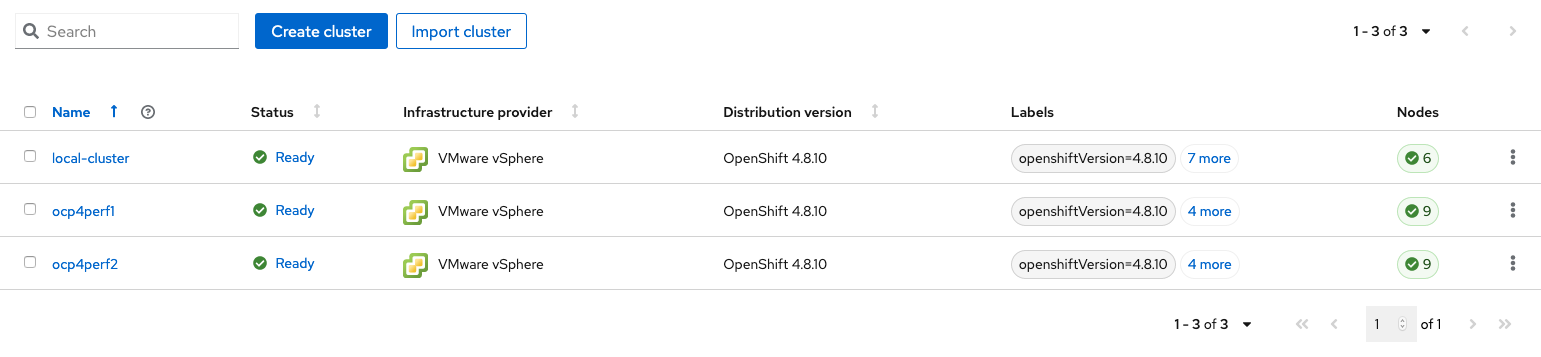 Search Create cluster Import cluster 1 - 3 of 3
Name Status Infrastructure provider Distribution version Labels Nodes
local-cluster Ready VMware vSphere OpenShift 4.8.10 openshiftVersion=4.8.10 7 more 6
ocp4perf1 Ready VMware vSphere OpenShift 4.8.10 openshiftVersion=4.8.10 4 more 9
ocp4perf2 Ready VMware vSphere OpenShift 4.8.10 openshiftVersion=4.8.10 4 more 9
1 - 3 of 3 1 of 1